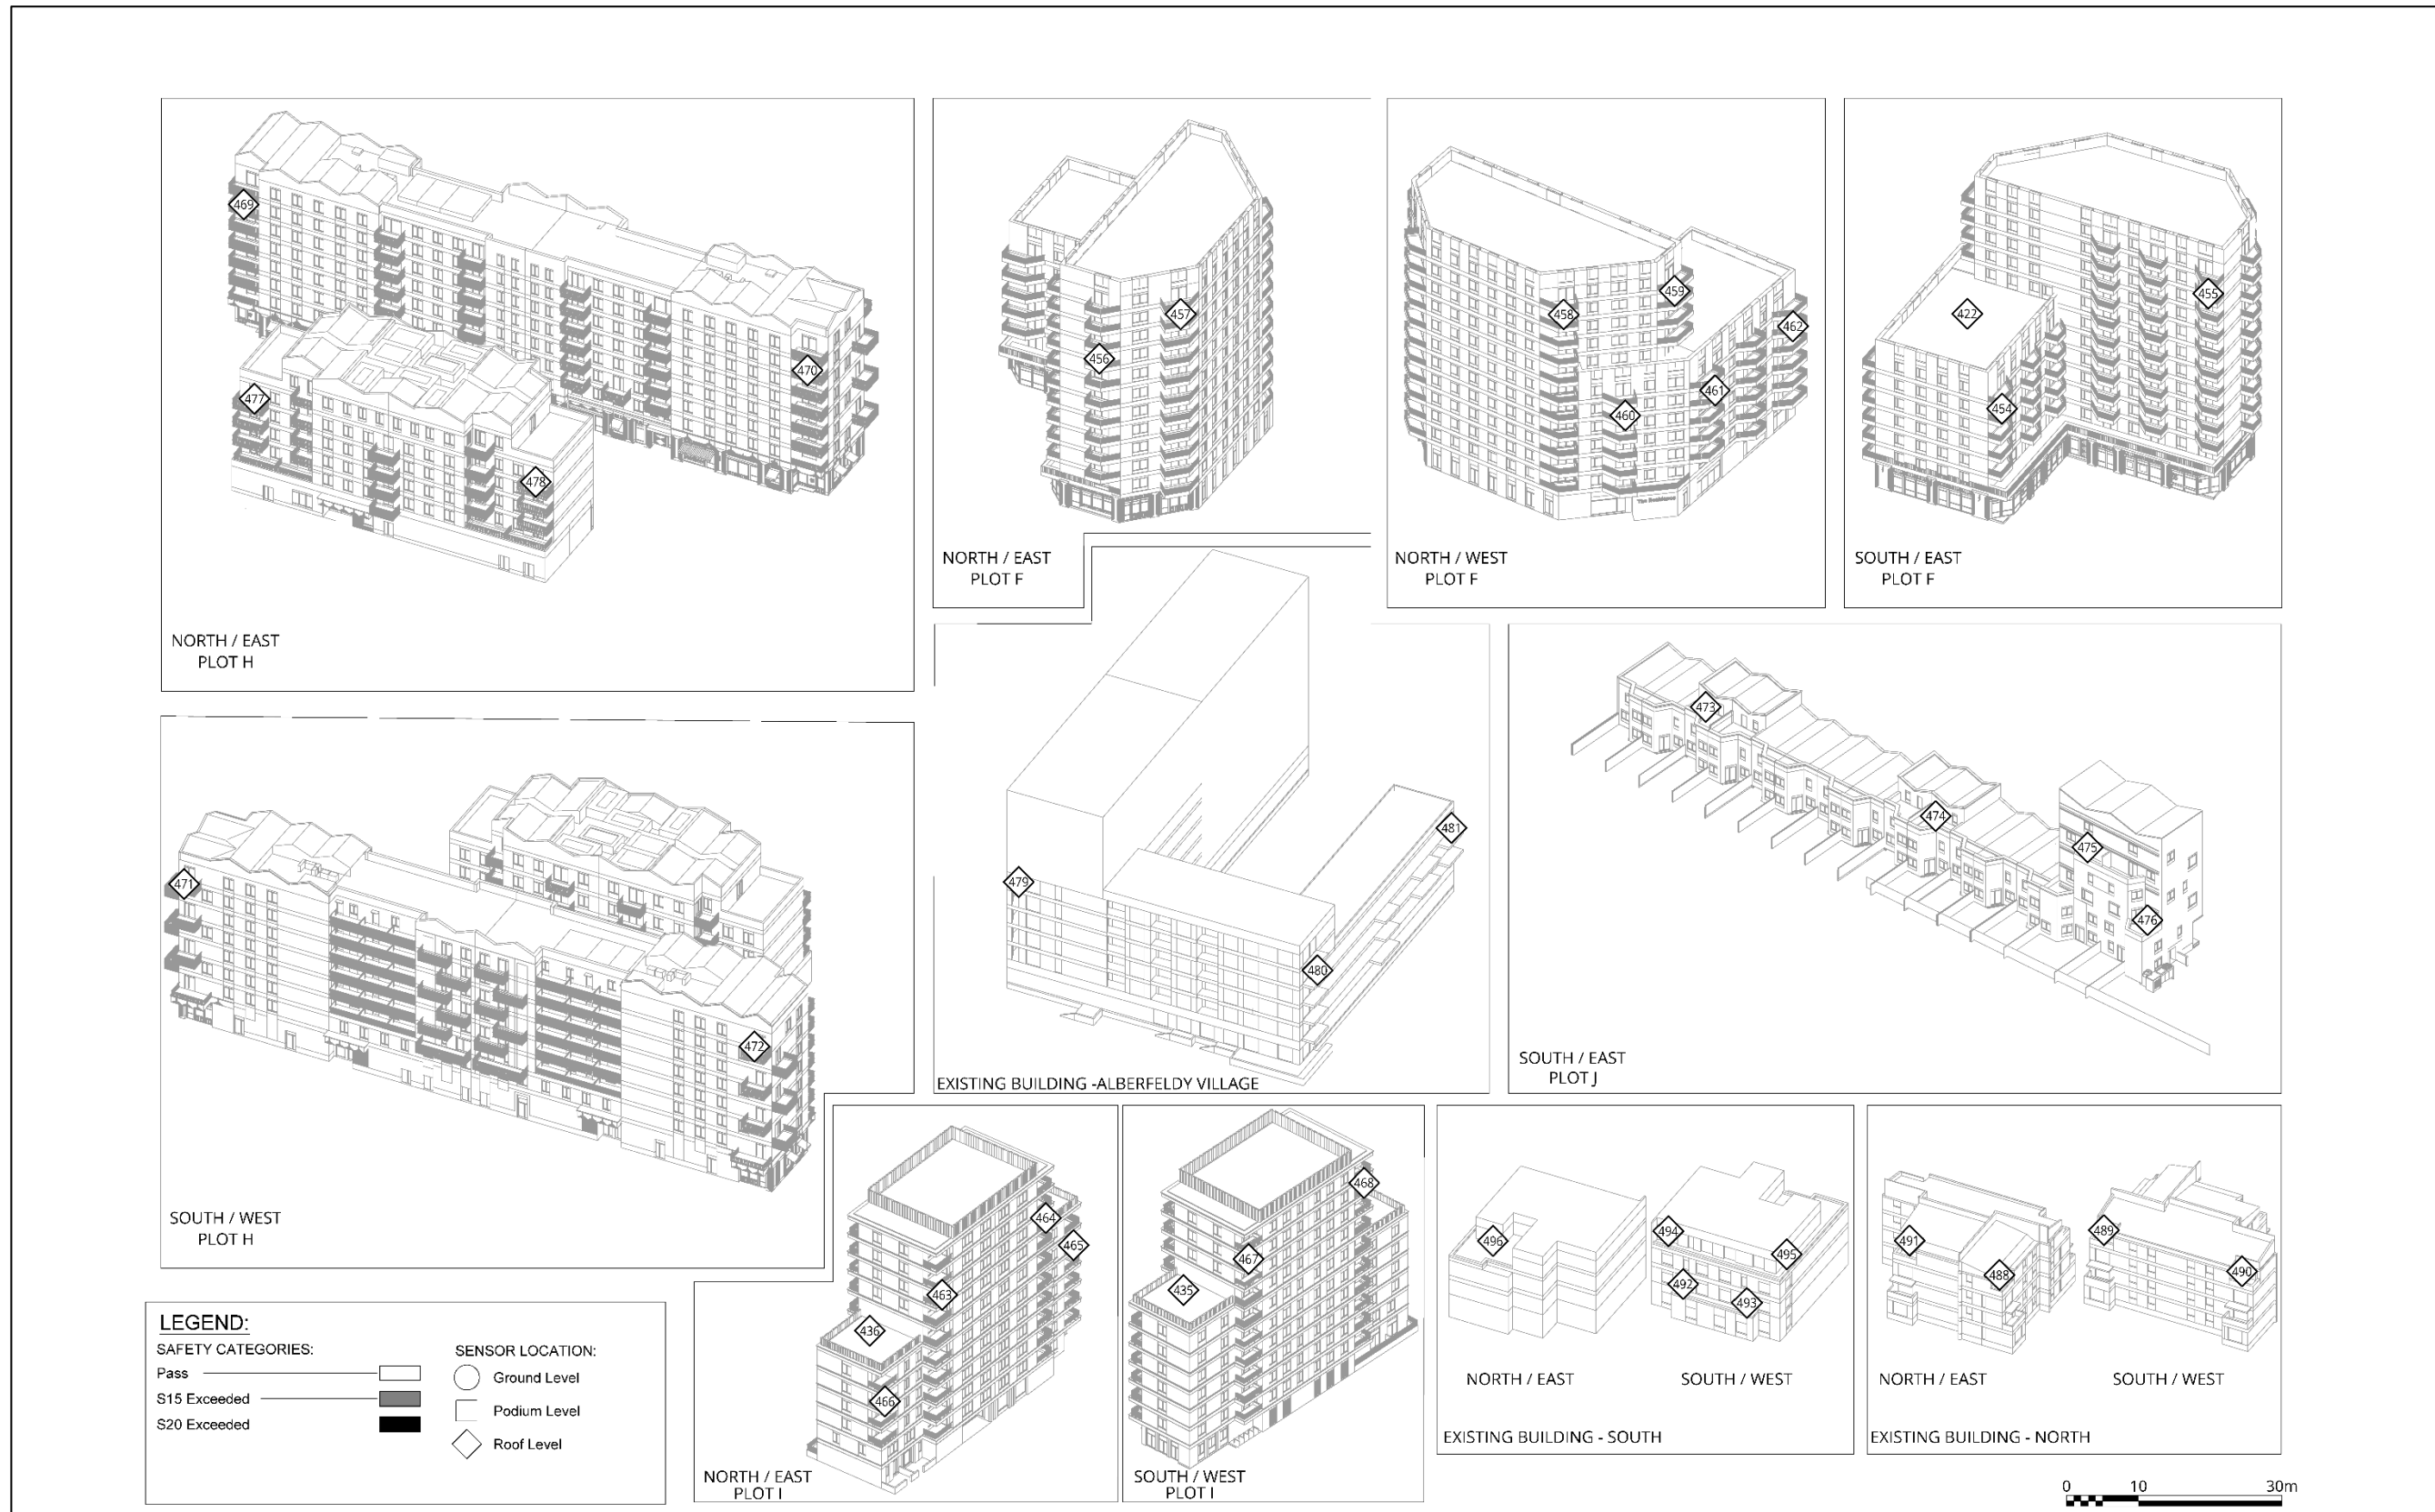 469
470
477
478
NORTH / EAST
PLOT H
457
456
NORTH / EAST
PLOT F
458
459
462
461
460
The Residence
NORTH / WEST
PLOT F
422
455
454
SOUTH / EAST
PLOT F
471
472
SOUTH / WEST
PLOT H
481
479
480
EXISTING BUILDING -ALBERFELDY VILLAGE
473
474
475
476
SOUTH / EAST
PLOT J
464
465
463
436
466
NORTH / EAST
PLOT I
468
467
435
SOUTH / WEST
PLOT I
496
494
495
492
493
NORTH / EAST
SOUTH / WEST
EXISTING BUILDING - SOUTH
491
488
489
490
NORTH / EAST
SOUTH / WEST
EXISTING BUILDING - NORTH
LEGEND:
SAFETY CATEGORIES:
Pass
S15 Exceeded
S20 Exceeded
SENSOR LOCATION:
Ground Level
Podium Level
Roof Level
0 10 30m